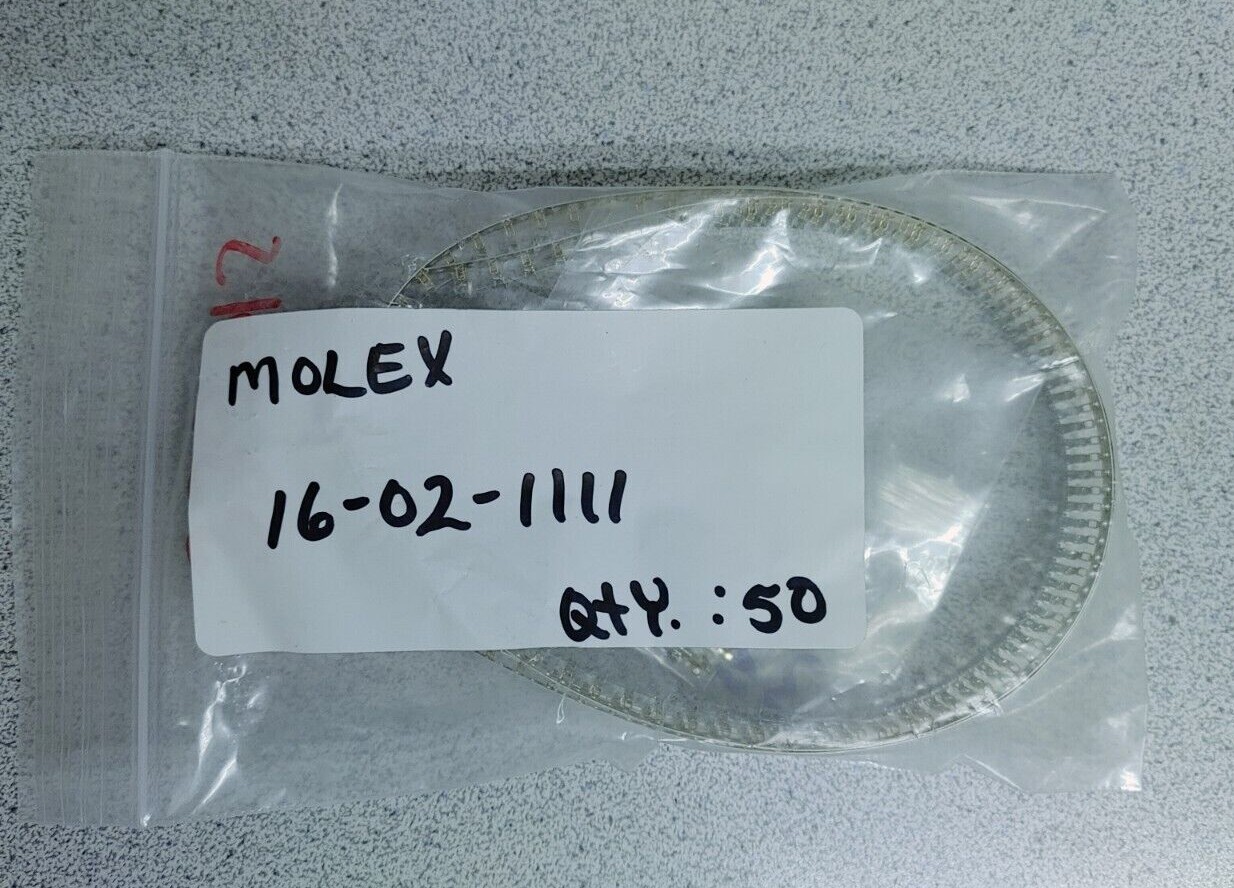 MOLEX
16-02-1111
Qty. : 50